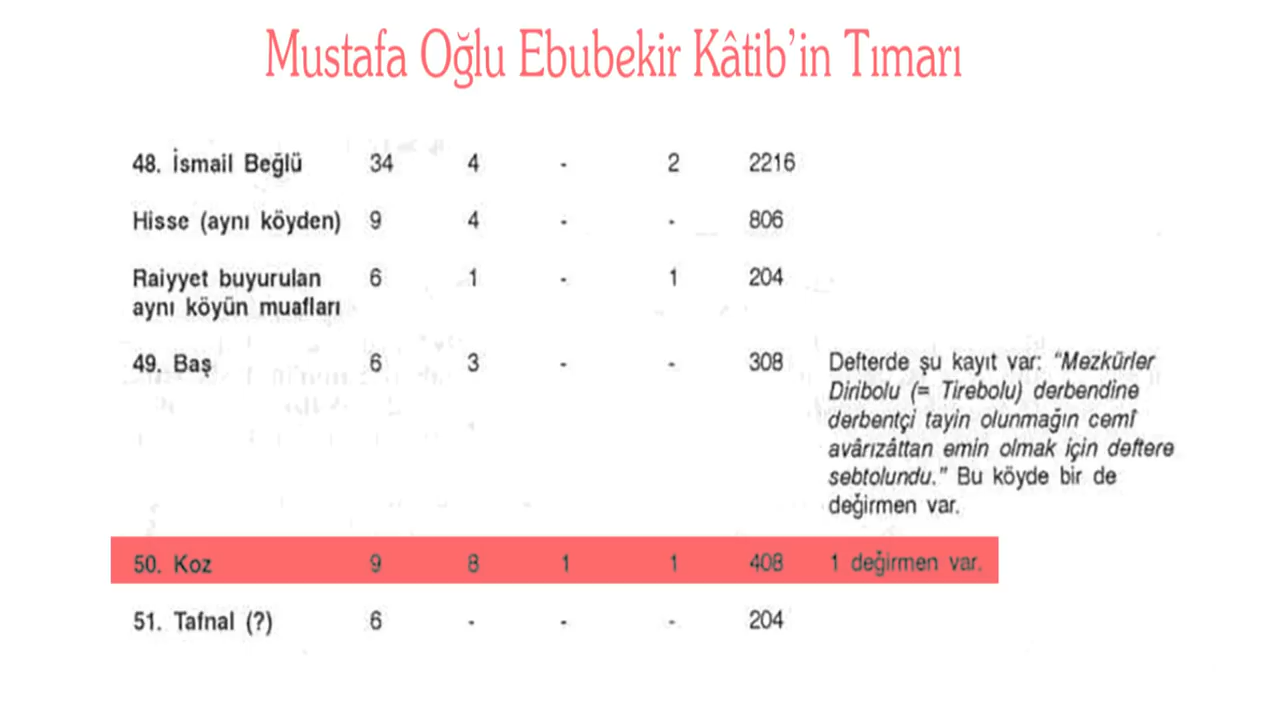 Mustafa Oğlu Ebubekir Kâtib'in Tımarı
48. İsmail Beğlü 34 4 - 2 2216
Hisse (aynı köyden) 9 4 - - 806
Raiyyet buyurulan 6 1 - 1 204
aynı köyün muafları
49. Baş 6 3 - - 308 Defterde şu kayıt var: "Mezkûrler
Diribolu (= Tirebolu) derbendine
derbentçi tayin olunmağın cemî
avârızâttan emin olmak için deftere
sebtolundu." Bu köyde bir de
değirmen var.
50. Koz 9 8 1 1 408 1 değirmen var.
51. Tafnal (?) 6 - - - 204